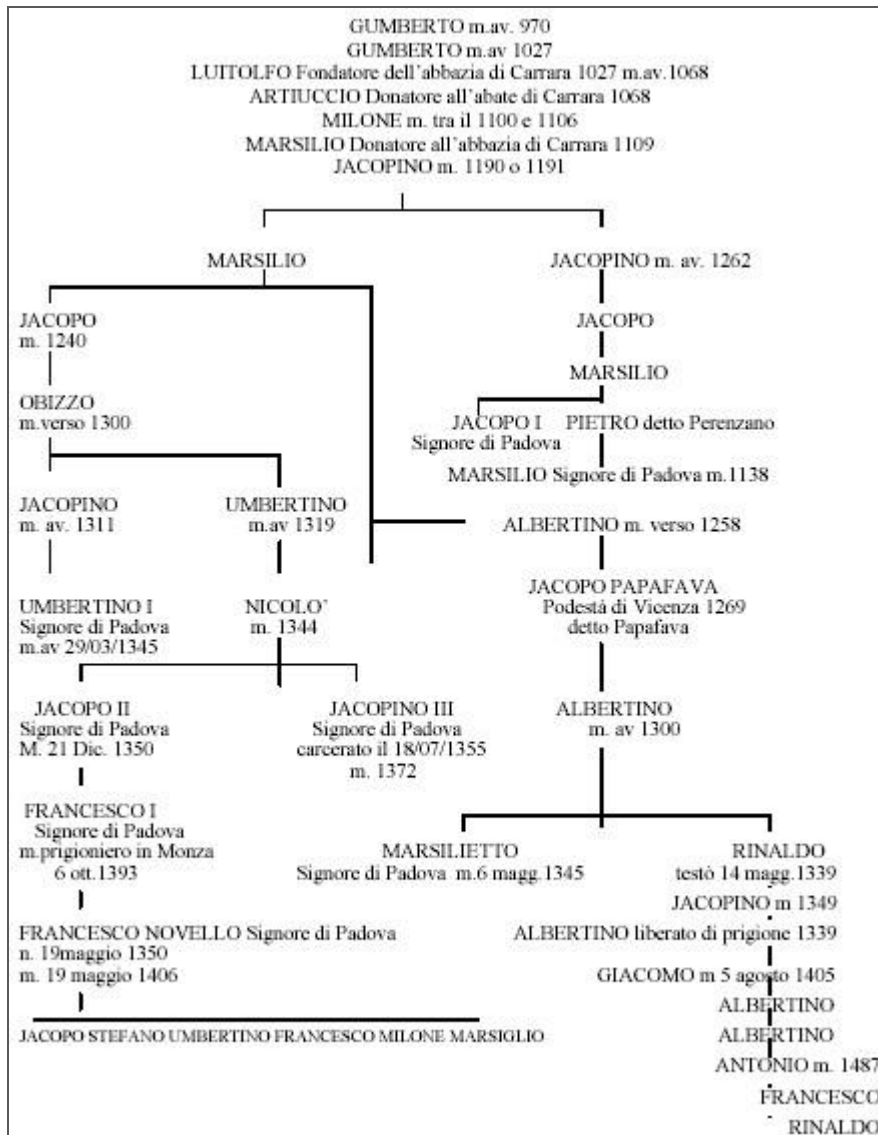 GUMBERTO m.av. 970
GUMBERTO m.av 1027
LUITOLFO Fondatore dell'abbazia di Carrara 1027 m.av.1068
ARTIUCCIO Donatore all'abate di Carrara 1068
MILONE m. tra il 1100 e 1106
MARSILIO Donatore all'abbazia di Carrara 1109
JACOPINO m. 1190 o 1191
MARSILIO
JACOPINO m. av. 1262
JACOPO
m. 1240
JACOPO
MARSILIO
OBIZZO
m.verso 1300
JACOPO I
Signore di Padova
PIETRO detto Perenzano
MARSILIO Signore di Padova m.1138
JACOPINO
m. av. 1311
UMBERTINO
m.av 1319
ALBERTINO m. verso 1258
JACOPO PAPAFAVA
Podestá di Vicenza 1269
detto Papafava
UMBERTINO I
Signore di Padova
m.av 29/03/1345
NICOLO'
m. 1344
JACOPO II
Signore di Padova
M. 21 Dic. 1350
JACOPINO III
Signore di Padova
carcerato il 18/07/1355
m. 1372
ALBERTINO
m. av 1300
FRANCESCO I
Signore di Padova
m.prigioniero in Monza
6 ott.1393
MARSILIETTO
Signore di Padova m.6 magg.1345
RINALDO
testò 14 magg.1339
JACOPINO m 1349
FRANCESCO NOVELLO Signore di Padova
n. 19maggio 1350
m. 19 maggio 1406
ALBERTINO liberato di prigione 1339
GIACOMO m 5 agosto 1405
ALBERTINO
JACOPO STEFANO UMBERTINO FRANCESCO MILONE MARSIGLIO
ALBERTINO
ANTONIO m. 1487
FRANCESCO
RINALDO